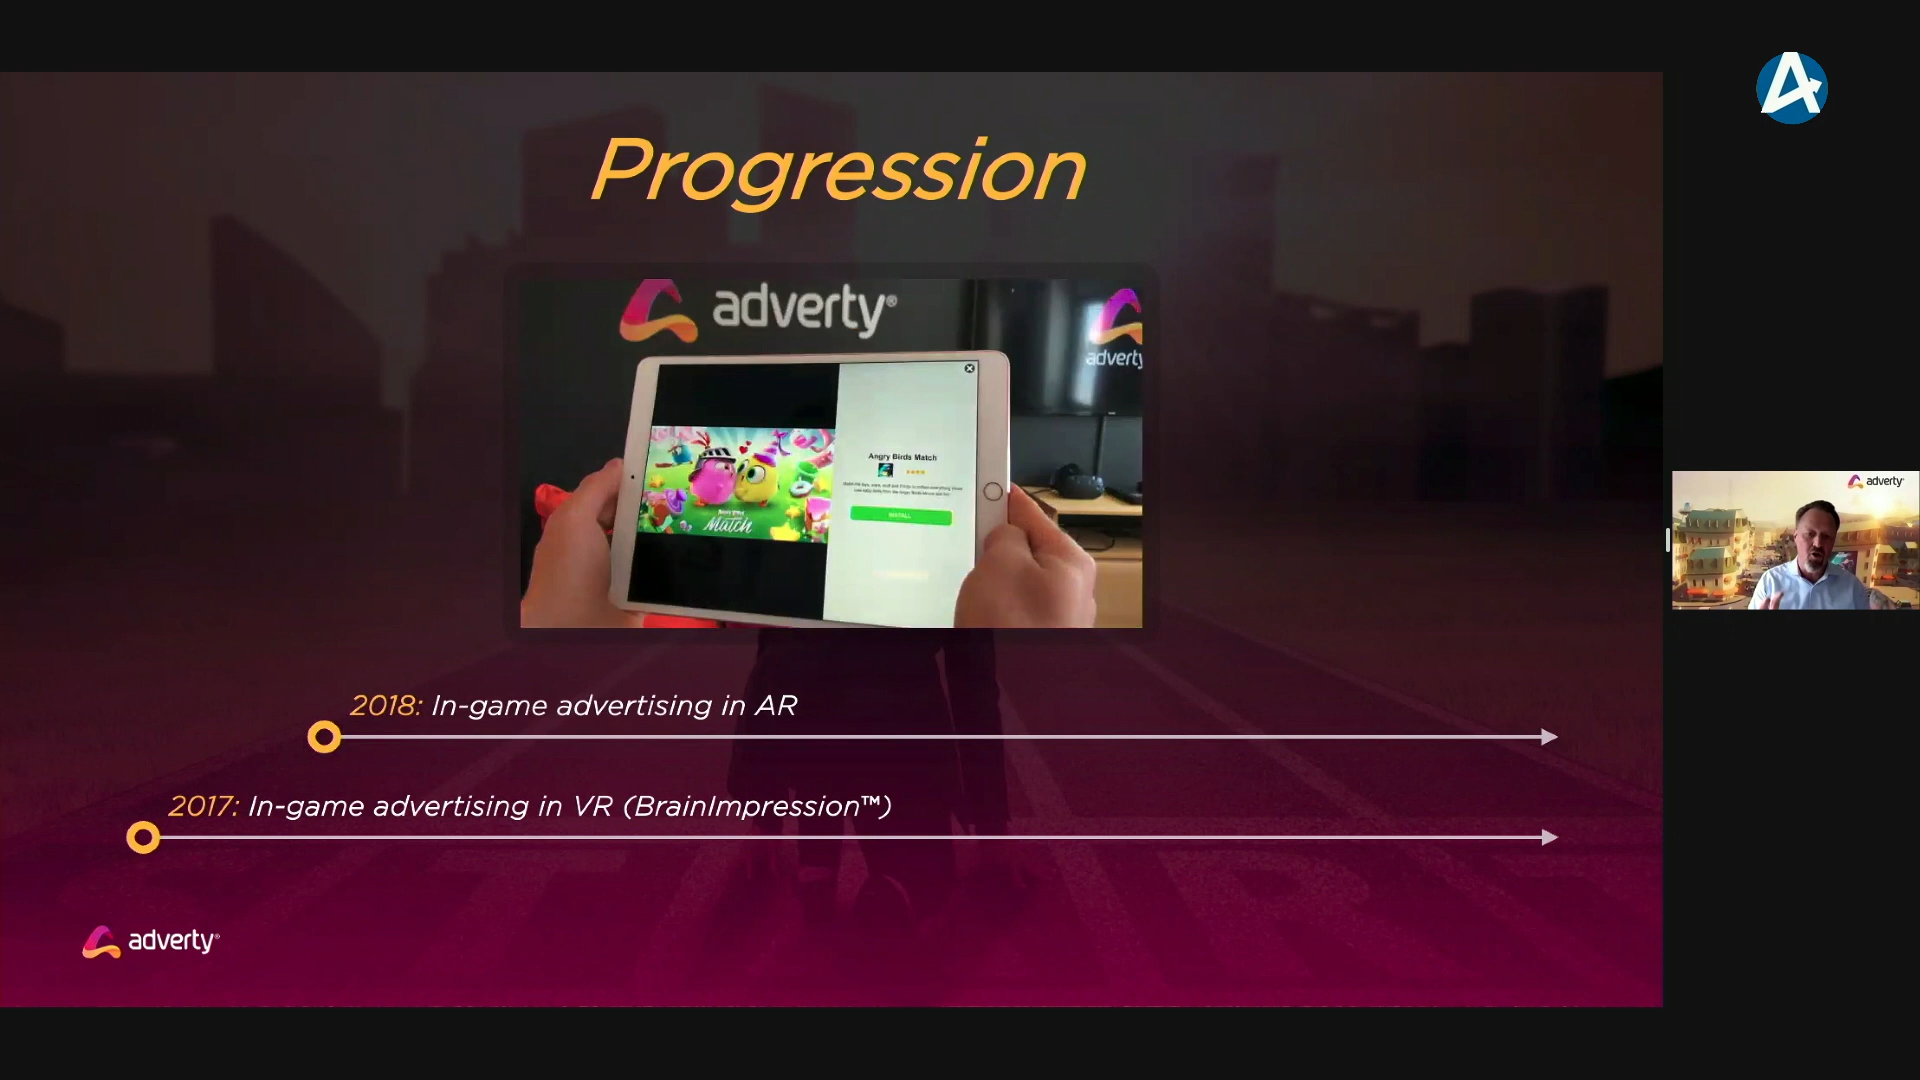 Progression
adverty®
adverty
Angry Birds Match
INSTALL
Match
2018: In-game advertising in AR
2017: In-game advertising in VR (BrainImpression™)
adverty®
adverty